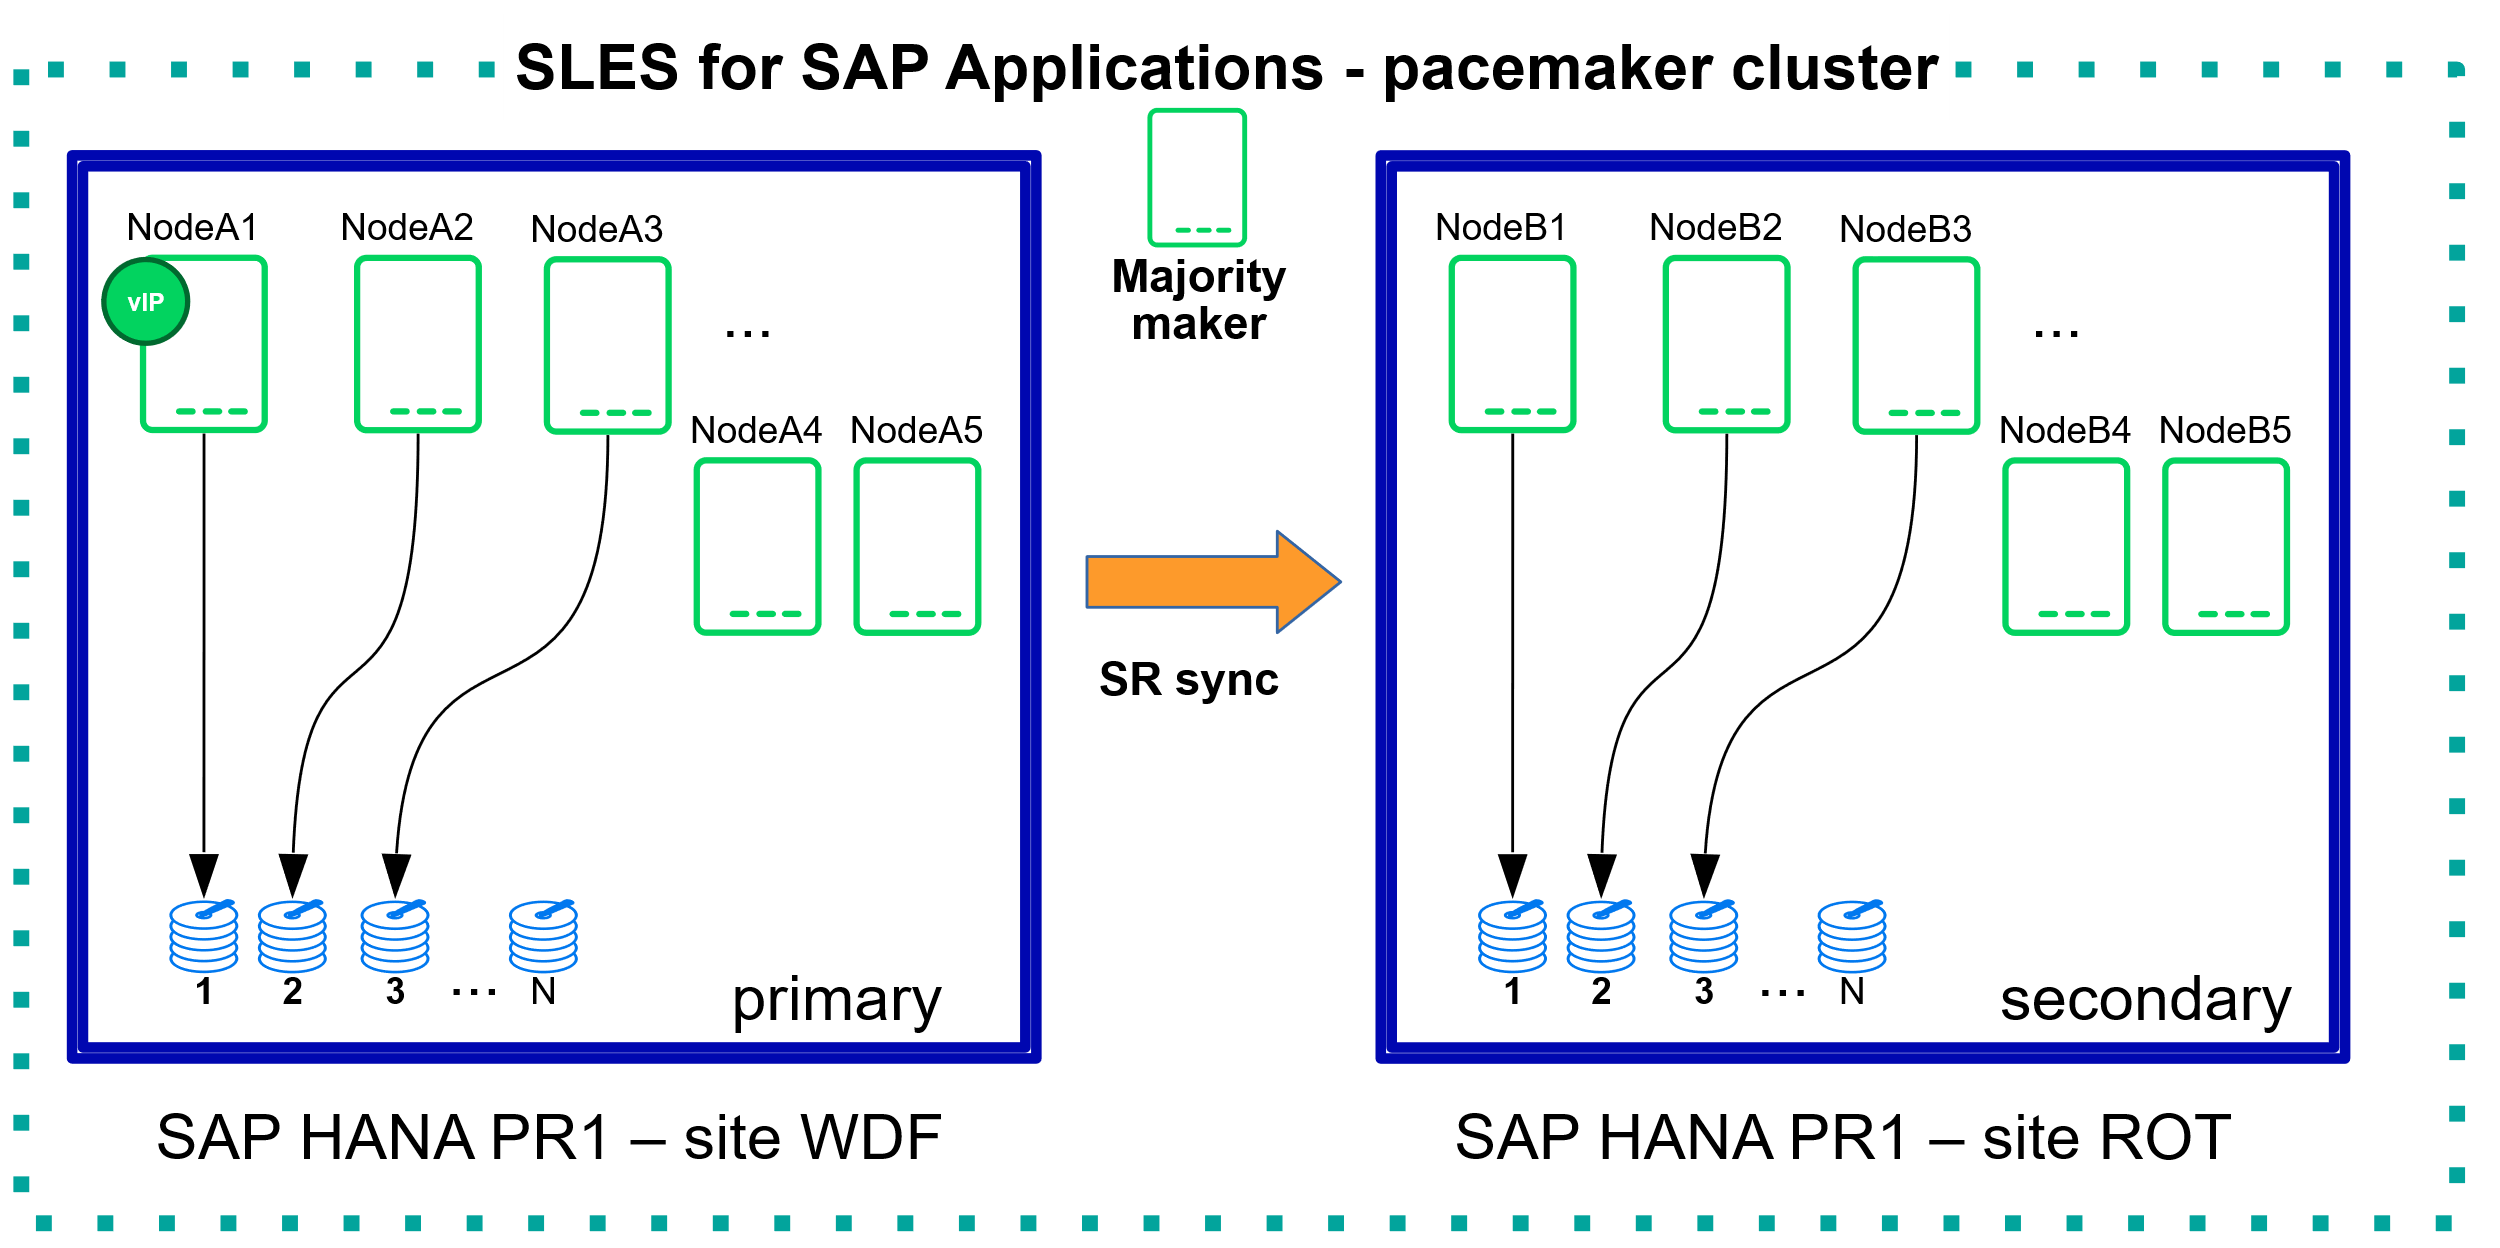 SLES for SAP Applications - pacemaker cluster
NodeA1
NodeA2
NodeA3
vIP
...
NodeA4
NodeA5
1
2
3
...
N
primary
SAP HANA PR1 – site WDF
Majority
maker
SR sync
NodeB1
NodeB2
NodeB3
...
NodeB4
NodeB5
1
2
3
...
N
secondary
SAP HANA PR1 – site ROT